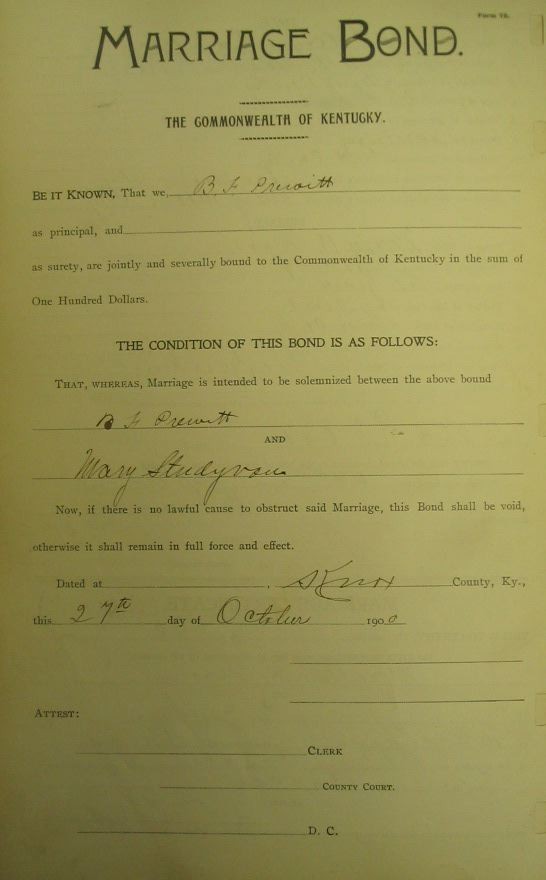 Form 73.
MARRIAGE BOND.
THE COMMONWEALTH OF KENTUCKY.
BE IT KNOWN, That we, B. F. Prewitt
as principal, and
as surety, are jointly and severally bound to the Commonwealth of Kentucky in the sum of
One Hundred Dollars.
THE CONDITION OF THIS BOND IS AS FOLLOWS:
THAT, WHEREAS, Marriage is intended to be solemnized between the above bound
B F Prewitt
AND
Mary Studyvan
Now, if there is no lawful cause to obstruct said Marriage, this Bond shall be void,
otherwise it shall remain in full force and effect.
Dated at , Knox County, Ky.,
this 27th day of October 1900
ATTEST:
CLERK
COUNTY COURT.
D. C.